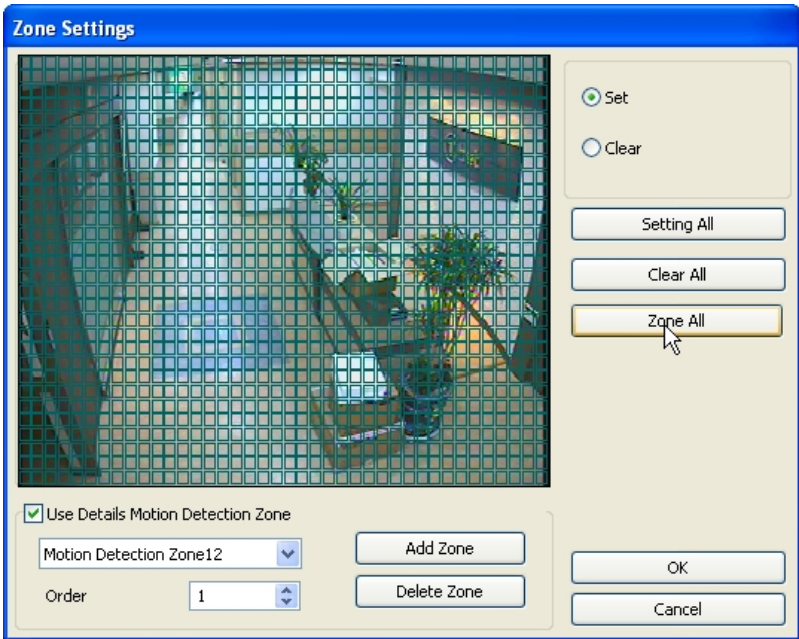 Zone Settings
Set
Clear
Setting All
Clear All
Zone All
Use Details Motion Detection Zone
Motion Detection Zone12
Add Zone
Order
1
Delete Zone
OK
Cancel